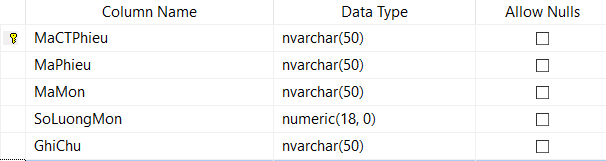 Column Name Data Type Allow Nulls
MaCTPhieu nvarchar(50)
MaPhieu nvarchar(50)
MaMon nvarchar(50)
SoLuongMon numeric(18, 0)
GhiChu nvarchar(50)